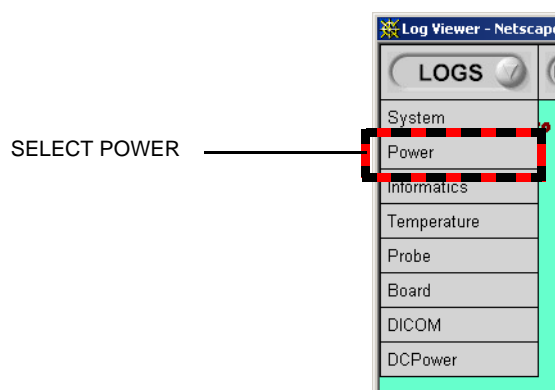 Log Viewer - Netscape
LOGS
System
SELECT POWER
Power
Informatics
Temperature
Probe
Board
DICOM
DCPower